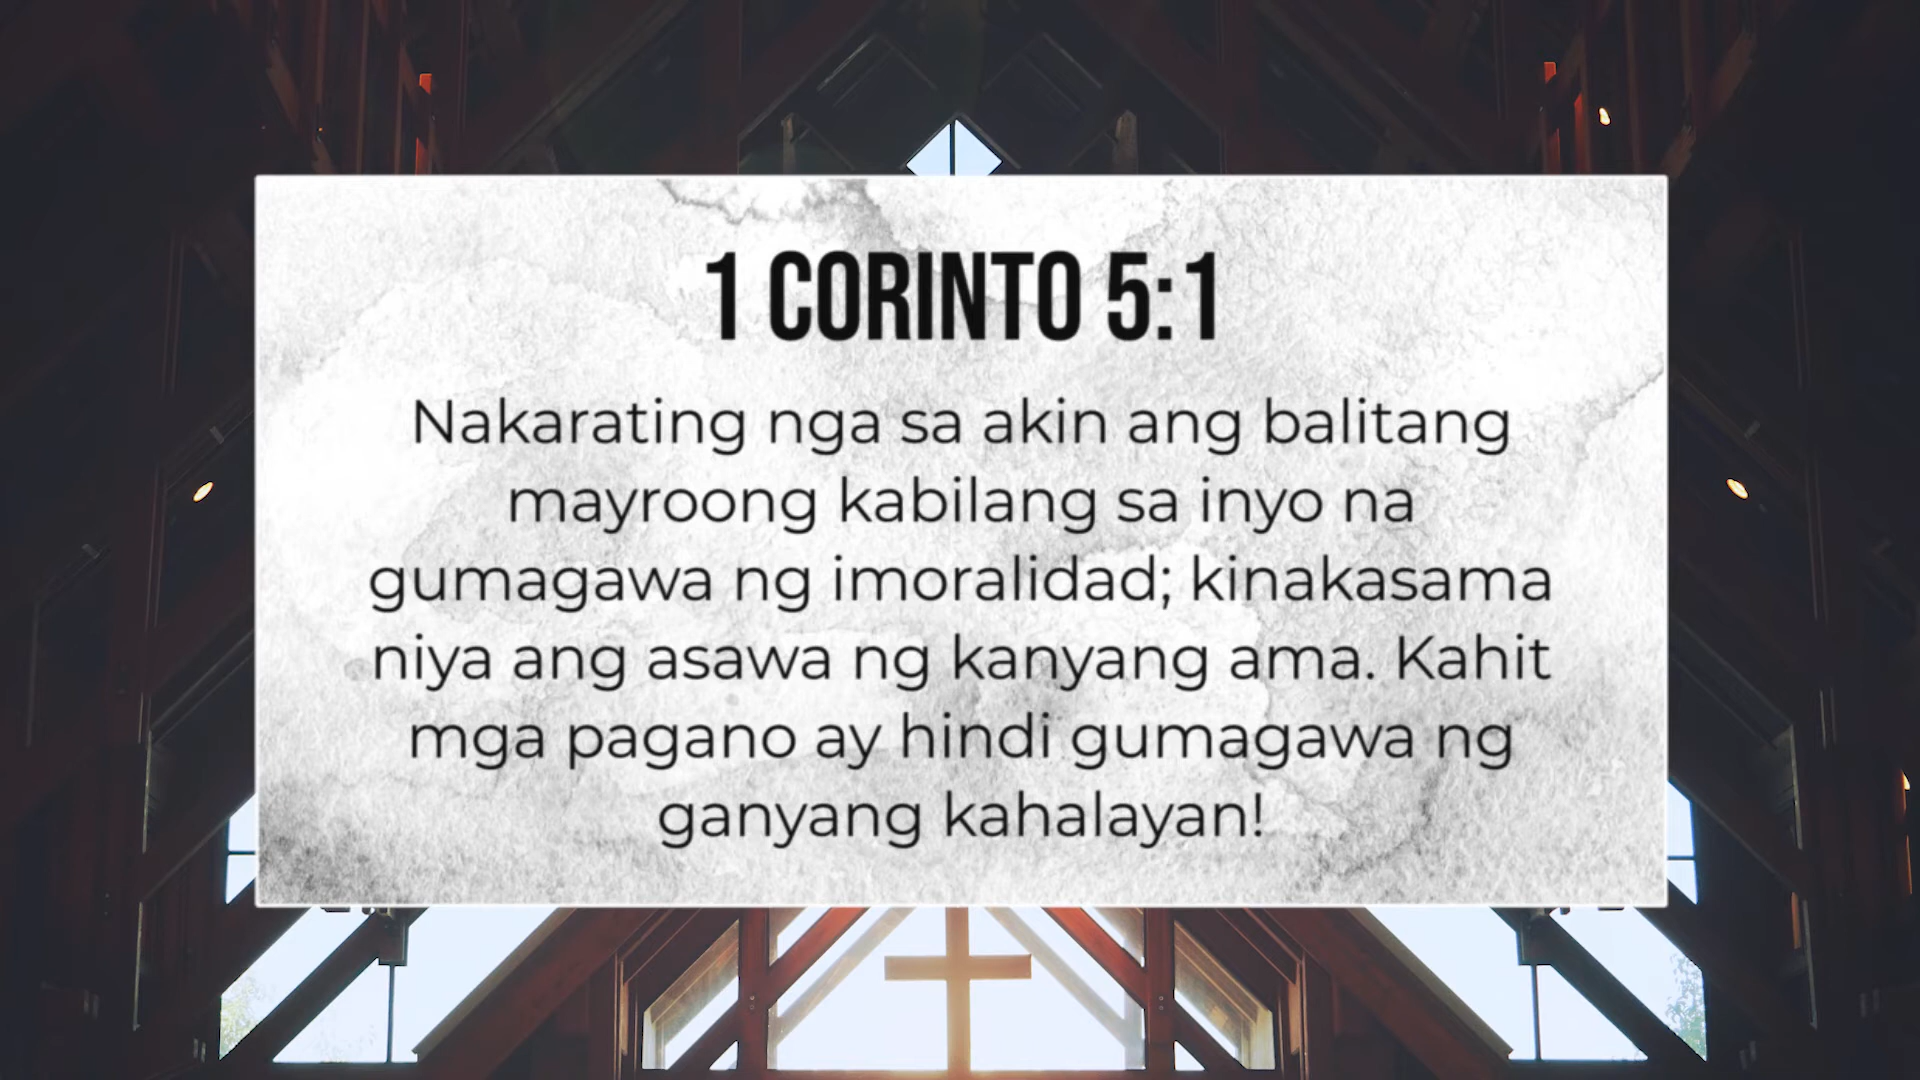 1 CORINTO 5:1
Nakarating nga sa akin ang balitang
mayroong kabilang sa inyo na
gumagawa ng imoralidad; kinakasama
niya ang asawa ng kanyang ama. Kahit
mga pagano ay hindi gumagawa ng
ganyang kahalayan!